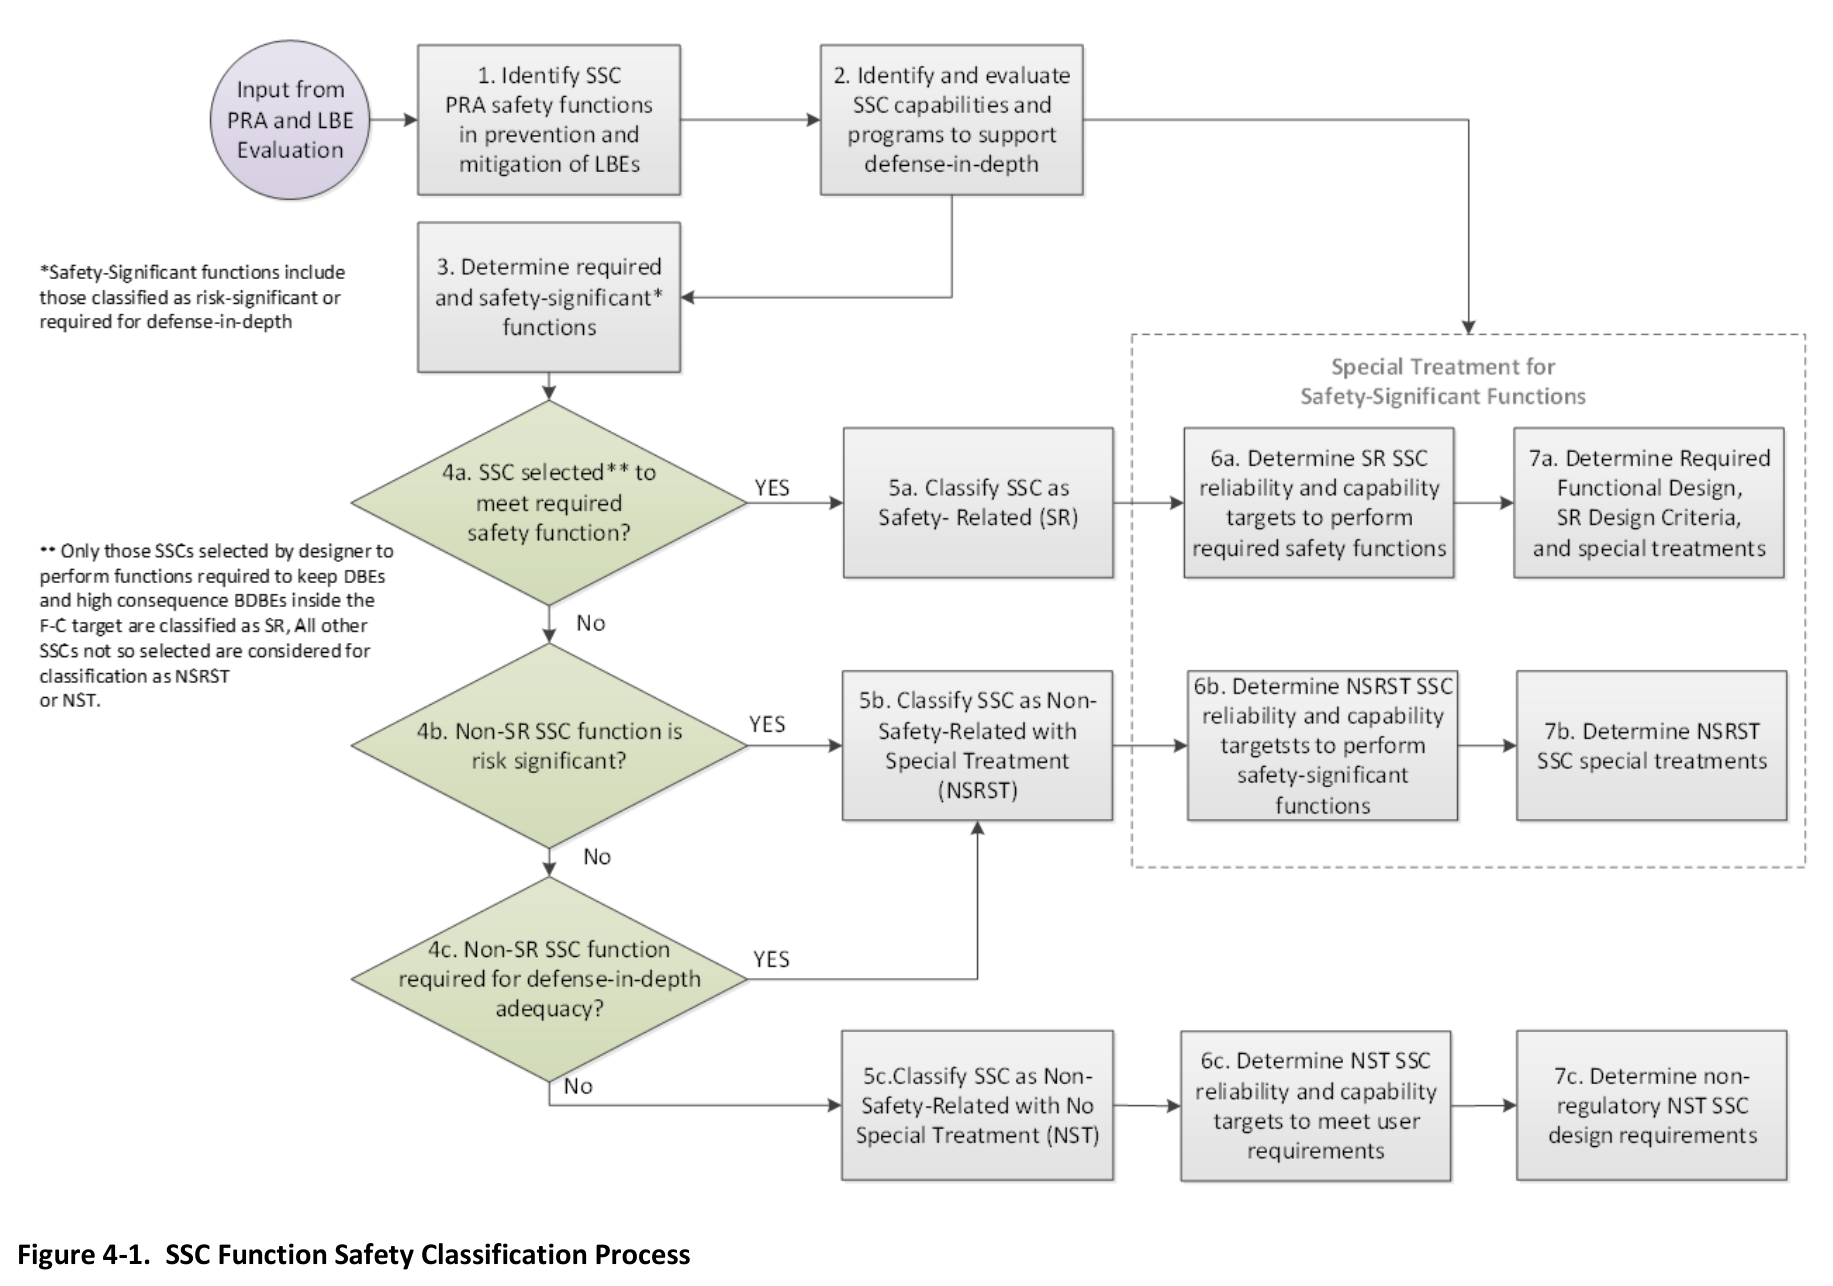 Input from
PRA and LBE
Evaluation
1. Identify SSC
PRA safety functions
in prevention and
mitigation of LBEs
2. Identify and evaluate
SSC capabilities and
programs to support
defense-in-depth
*Safety-Significant functions include
those classified as risk-significant or
required for defense-in-depth
3. Determine required
and safety-significant*
functions
Special Treatment for
Safety-Significant Functions
4a. SSC selected** to
meet required
safety function?
YES
5a. Classify SSC as
Safety- Related (SR)
6a. Determine SR SSC
reliability and capability
targets to perform
required safety functions
7a. Determine Required
Functional Design,
SR Design Criteria,
and special treatments
** Only those SSCs selected by designer to
perform functions required to keep DBEs
and high consequence BDBEs inside the
F-C target are classified as SR, All other
SSCs not so selected are considered for
classification as NSRST
or NST.
No
4b. Non-SR SSC function is
risk significant?
YES
5b. Classify SSC as Non-
Safety-Related with
Special Treatment
(NSRST)
6b. Determine NSRST SSC
reliability and capability
targetsts to perform
safety-significant
functions
7b. Determine NSRST
SSC special treatments
No
4c. Non-SR SSC function
required for defense-in-depth
adequacy?
YES
No
5c.Classify SSC as Non-
Safety-Related with No
Special Treatment (NST)
6c. Determine NST SSC
reliability and capability
targets to meet user
requirements
7c. Determine non-
regulatory NST SSC
design requirements
Figure 4-1. SSC Function Safety Classification Process